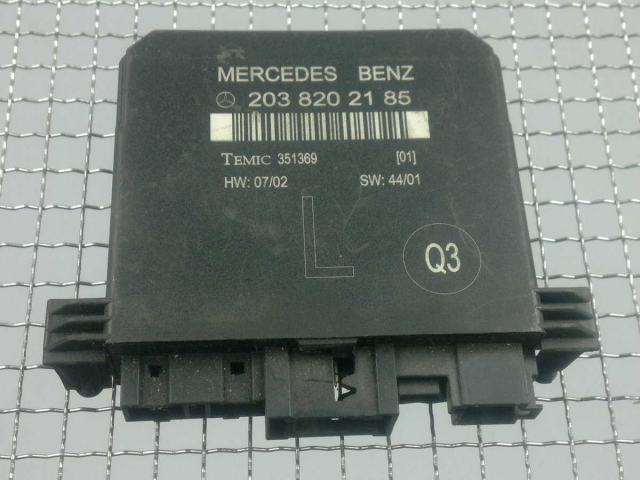 MERCEDES BENZ
203 820 21 85
TEMIC 351369 [01]
HW: 07/02 SW: 44/01
L
Q3